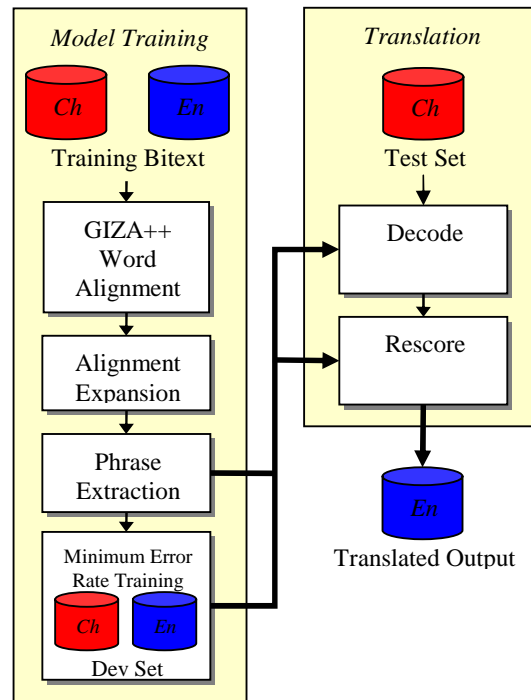 Model Training
Ch
En
Training Bitext
GIZA++
Word
Alignment
Alignment
Expansion
Phrase
Extraction
Minimum Error
Rate Training
Ch
En
Dev Set
Translation
Ch
Test Set
Decode
Rescore
En
Translated Output